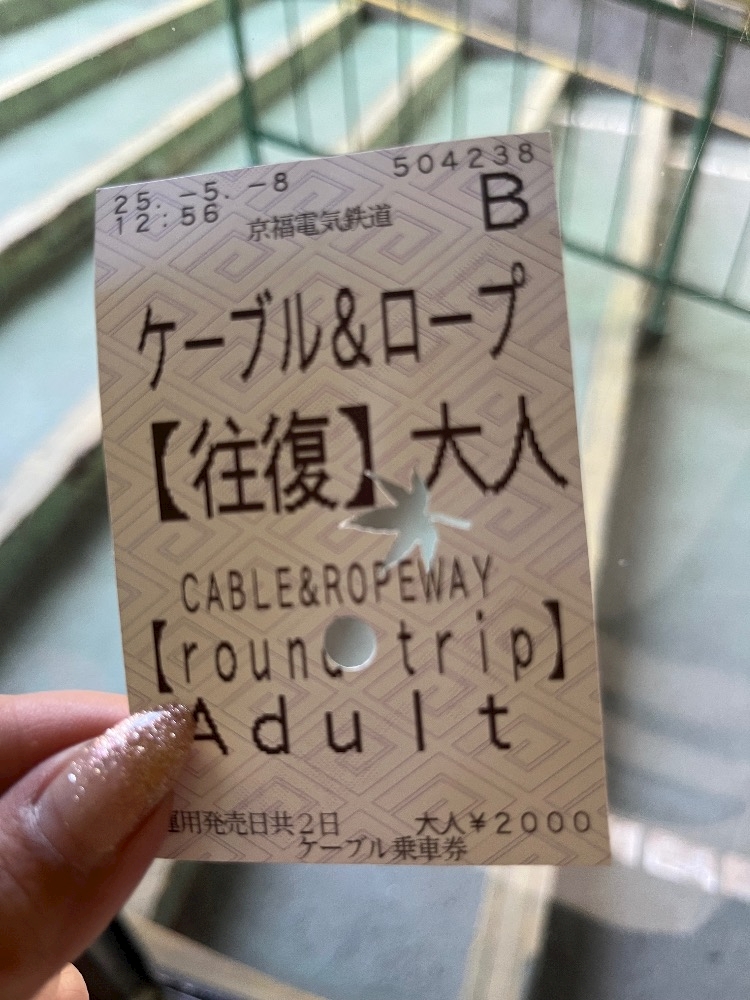 25.-5.-8
504238
12:56
京福電気鉄道
B
ケーブル&ロープ
【往復】大人
CABLE&ROPEWAY
【round trip】
Adult
用発売日共2日 大人¥2000
ケーブル乗車券